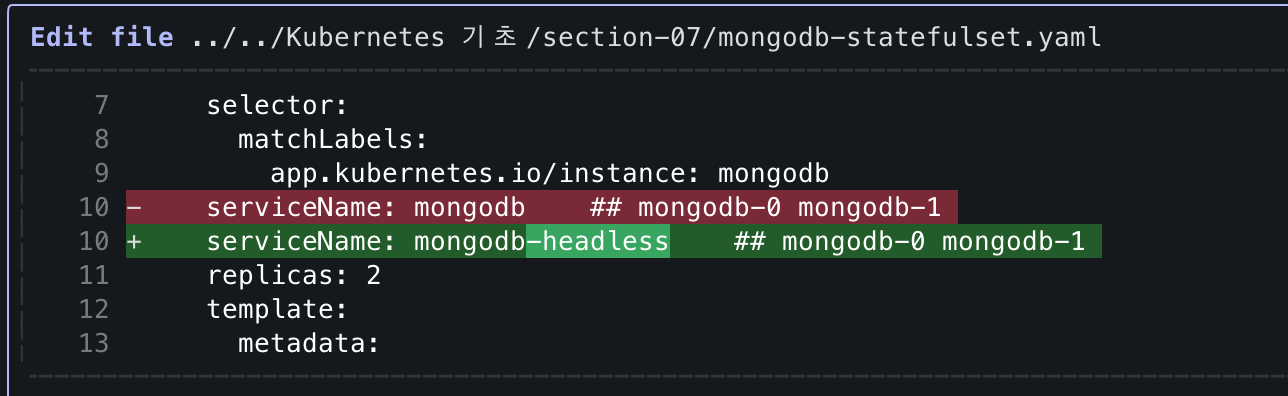 Edit file ../../Kubernetes 기초/section-07/mongodb-statefulset.yaml
7 selector:
8 matchLabels:
9 app.kubernetes.io/instance: mongodb
10 - serviceName: mongodb ## mongodb-0 mongodb-1
10 + serviceName: mongodb-headless ## mongodb-0 mongodb-1
11 replicas: 2
12 template:
13 metadata: